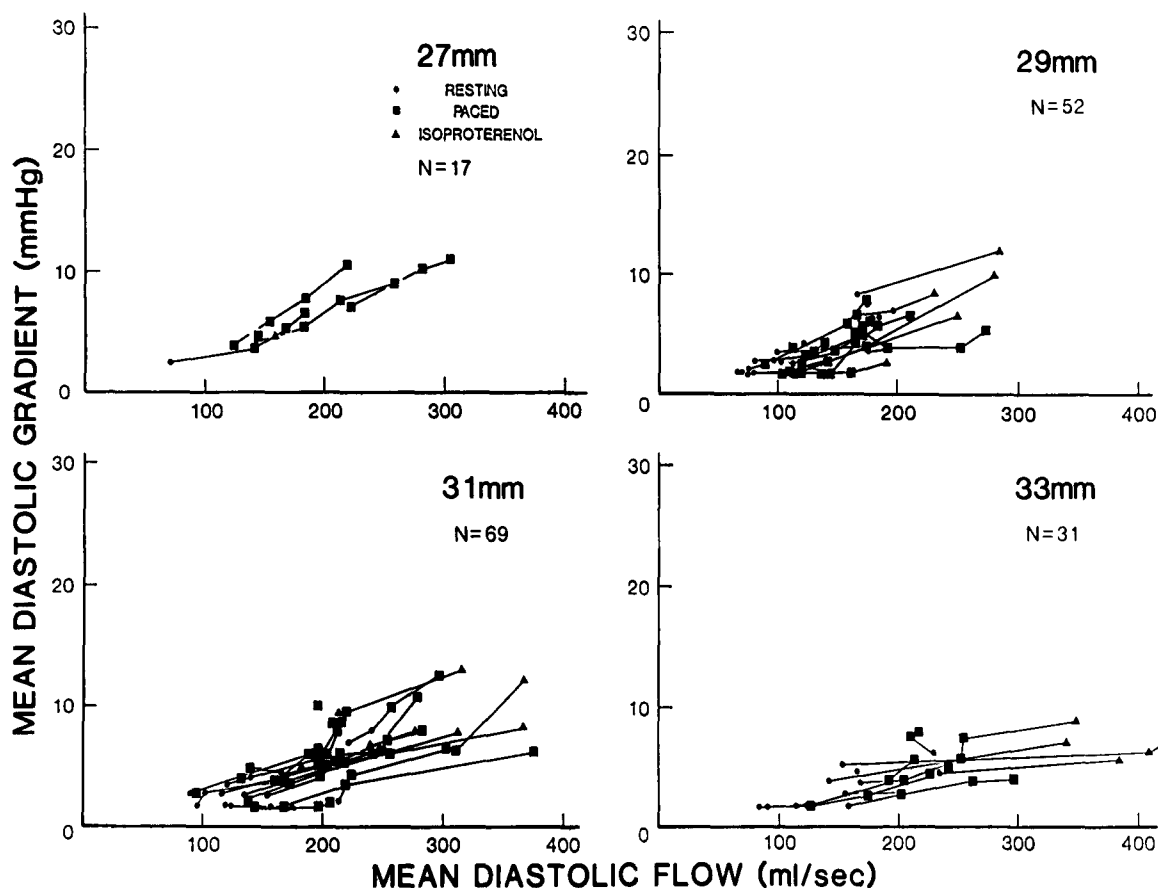 MEAN DIASTOLIC GRADIENT (mmHg)
27mm
RESTING
PACED
ISOPROTERENOL
N=17
30
20
10
0
100
200
300
400
29mm
N=52
30
20
10
0
100
200
300
400
31mm
N=69
30
20
10
0
100
200
300
400
33mm
N=31
30
20
10
0
100
200
300
400
MEAN DIASTOLIC FLOW (ml/sec)